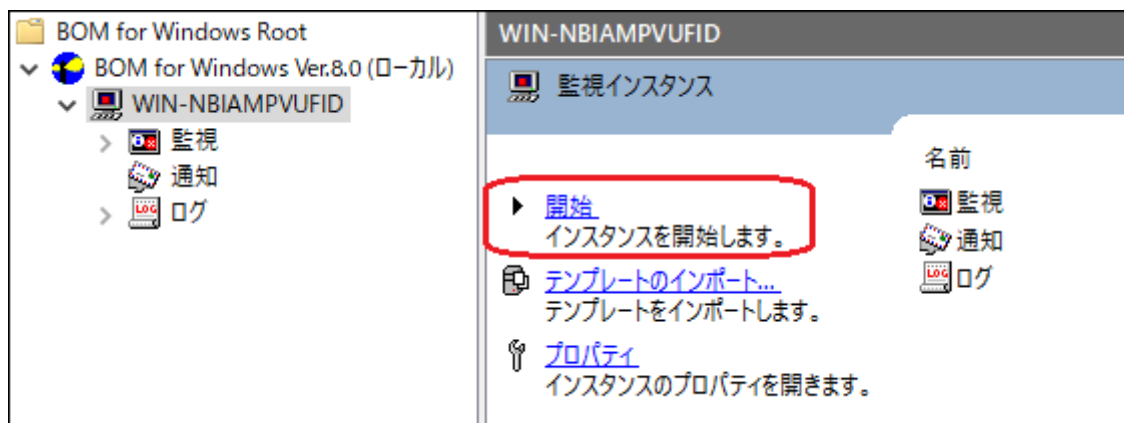 BOM for Windows Root
BOM for Windows Ver.8.0 (ローカル)
WIN-NBIAMPVUFID
監視
通知
ログ
WIN-NBIAMPVUFID
監視インスタンス
開始
インスタンスを開始します。
テンプレートのインポート...
テンプレートをインポートします。
プロパティ
インスタンスのプロパティを開きます。
名前
監視
通知
ログ